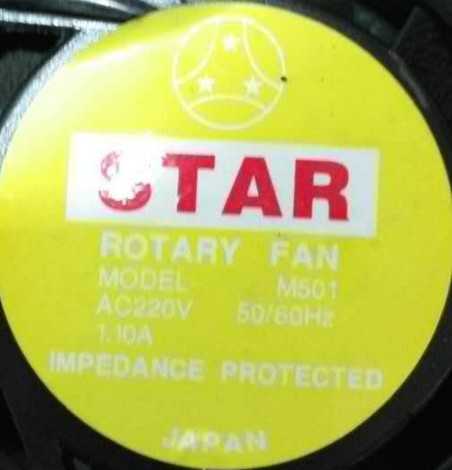 STAR
ROTARY FAN
MODEL M501
AC220V 50/60Hz
1.10A
IMPEDANCE PROTECTED
JAPAN